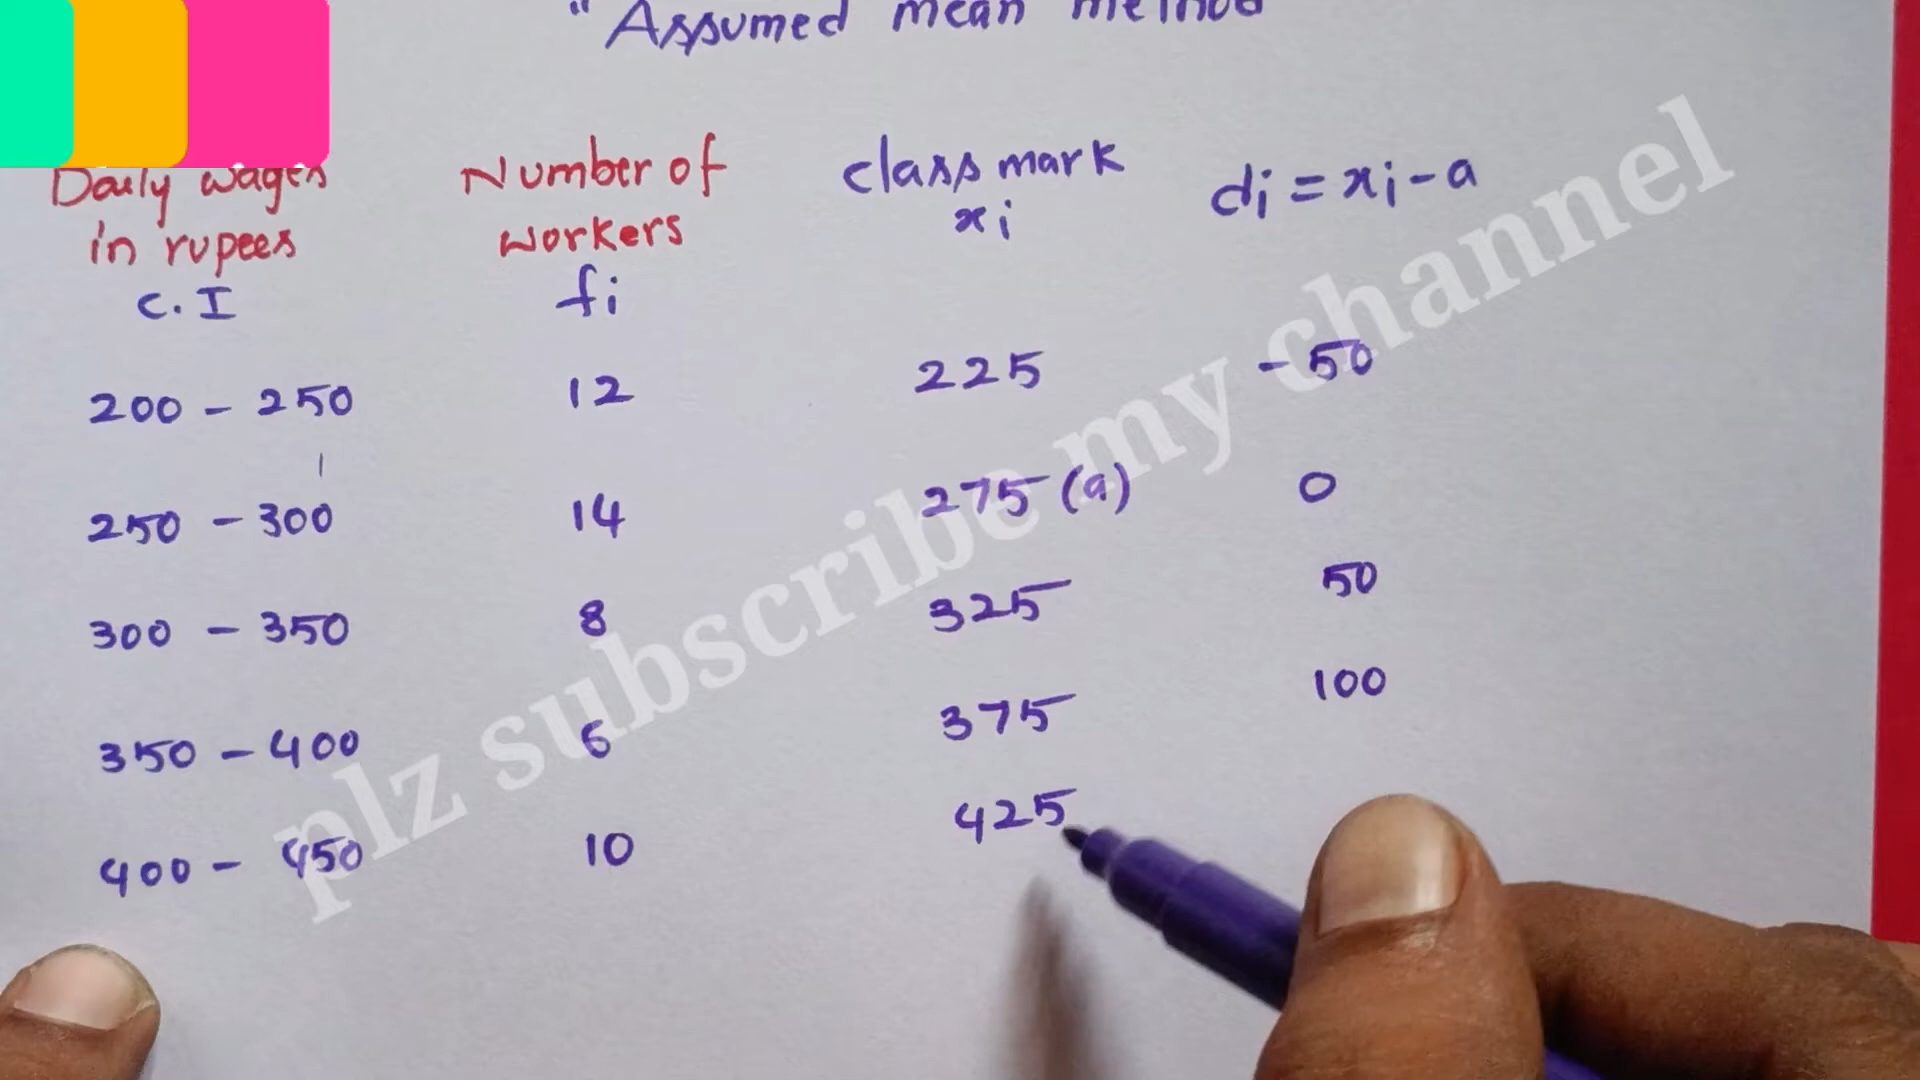 "Assumed mean method
Daily wages in rupees C.I
Number of workers fi
class mark xi
di = xi - a
200 - 250 12 225 - 50
250 - 300 14 275 (a) 0
300 - 350 8 325 50
350 - 400 6 375 100
400 - 450 10 425
plz subscribe my channel